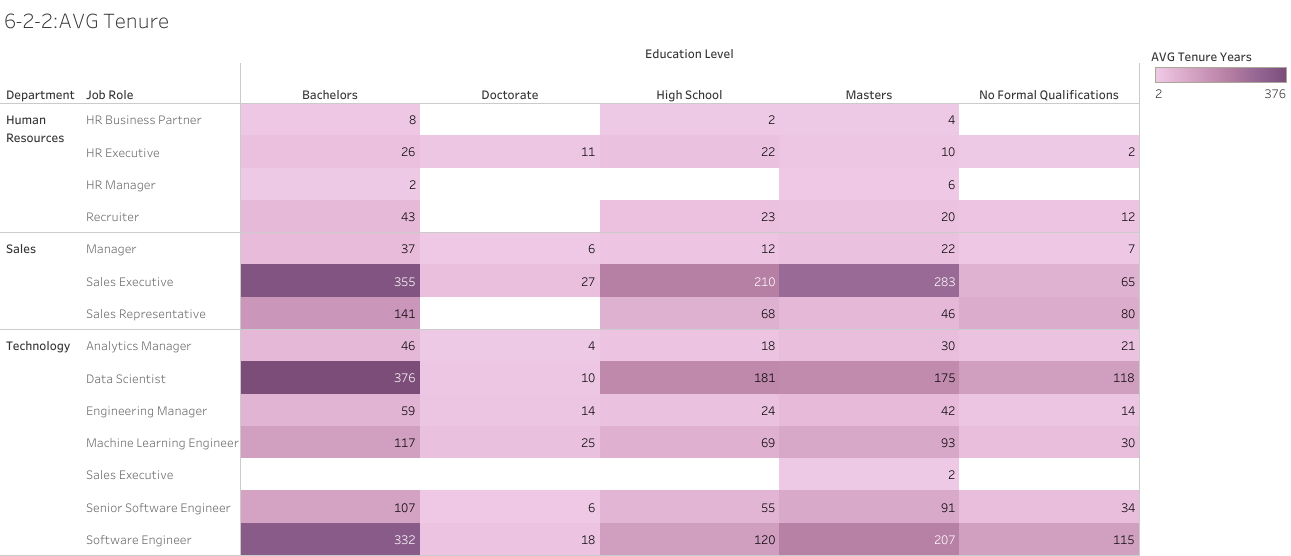 6-2-2:AVG Tenure
Education Level
AVG Tenure Years
2 376
Department Job Role Bachelors Doctorate High School Masters No Formal Qualifications
Human Resources HR Business Partner 8 2 4
HR Executive 26 11 22 10 2
HR Manager 2 6
Recruiter 43 23 20 12
Sales Manager 37 6 12 22 7
Sales Executive 355 27 210 283 65
Sales Representative 141 68 46 80
Technology Analytics Manager 46 4 18 30 21
Data Scientist 376 10 181 175 118
Engineering Manager 59 14 24 42 14
Machine Learning Engineer 117 25 69 93 30
Sales Executive 2
Senior Software Engineer 107 6 55 91 34
Software Engineer 332 18 120 207 115